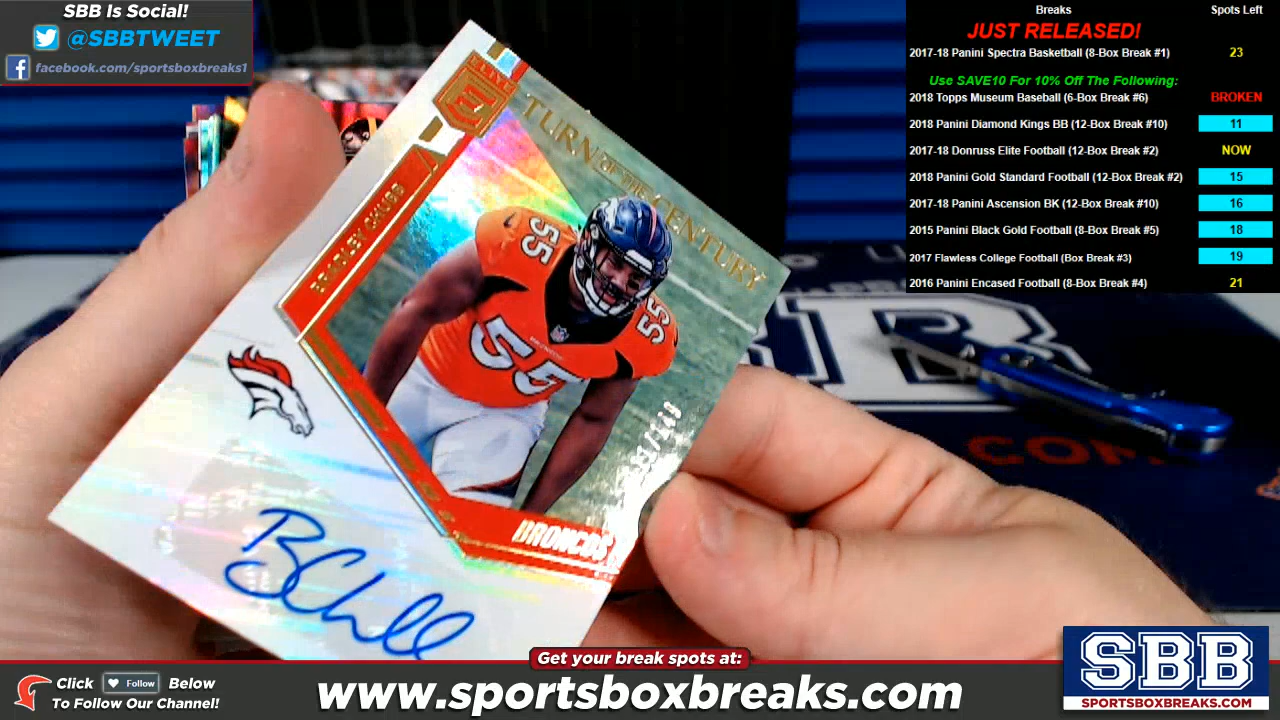 SBB Is Social!
@SBBTWEET
facebook.com/sportsboxbreaks1
Breaks Spots Left
JUST RELEASED!
2017-18 Panini Spectra Basketball (8-Box Break #1) 23
Use SAVE10 For 10% Off The Following:
2018 Topps Museum Baseball (6-Box Break #6) BROKEN
2018 Panini Diamond Kings BB (12-Box Break #10) 11
2017-18 Donruss Elite Football (12-Box Break #2) NOW
2018 Panini Gold Standard Football (12-Box Break #2) 15
2017-18 Panini Ascension BK (12-Box Break #10) 16
2015 Panini Black Gold Football (8-Box Break #5) 18
2017 Flawless College Football (Box Break #3) 19
2016 Panini Encased Football (8-Box Break #4) 21
ELITE
E
TURN OF THE CENTURY
BRADLEY CHUBB
55
55
55
BRONCOS
COM
Get your break spots at:
Click Follow Below
To Follow Our Channel!
www.sportsboxbreaks.com
SBB
SPORTSBOXBREAKS.COM